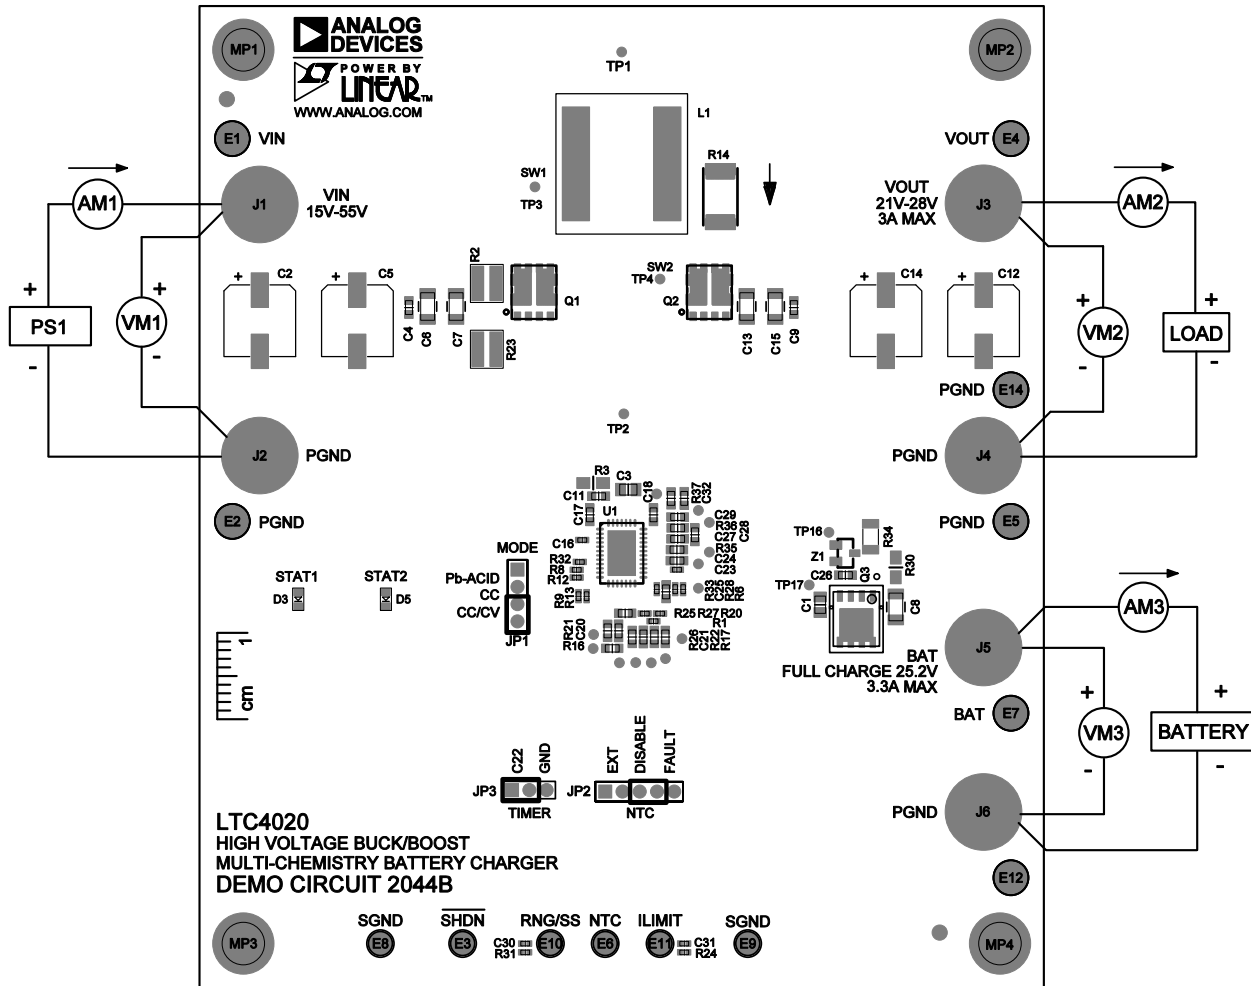 MP1
ANALOG
DEVICES
POWER BY
LINEAR™
WWW.ANALOG.COM
TP1
MP2
E1 VIN
L1
VOUT E4
R14
AM1
J1
VIN
15V-55V
SW1
TP3
VOUT
21V-28V
3A MAX
J3
AM2
+ C2
+ C5
R2
Q1
SW2
TP4
Q2
+ C14
+ C12
+
PS1
-
+
VM1
-
C4
C6
C7
R23
C13
C15
C9
+
VM2
-
+
LOAD
-
PGND E14
TP2
J2 PGND
PGND J4
E2 PGND
PGND E5
R3
C3
C11
C18
R37
C32
C17
U1
C16
C29
R36
C27
R35
C24
C23
C28
R32
R8
R12
R9
R13
R33
C25
R28
R6
R25 R27 R20
R1
R21
C20
R16
R26
C21
R22
R17
TP16
Z1
R34
C26
Q3
R30
TP17
C1
C8
STAT1
D3
STAT2
D5
MODE
Pb-ACID
CC
CC/CV
JP1
1
cm
BAT
FULL CHARGE 25.2V
3.3A MAX
J5
AM3
BAT E7
+
VM3
-
+
BATTERY
-
C22
GND
JP3
TIMER
EXT
DISABLE
FAULT
JP2
NTC
PGND J6
E12
LTC4020
HIGH VOLTAGE BUCK/BOOST
MULTI-CHEMISTRY BATTERY CHARGER
DEMO CIRCUIT 2044B
SGND
E8
SHDN
E3
RNG/SS
E10
NTC
E6
ILIMIT
E11
SGND
E9
C30
R31
C31
R24
MP3
MP4